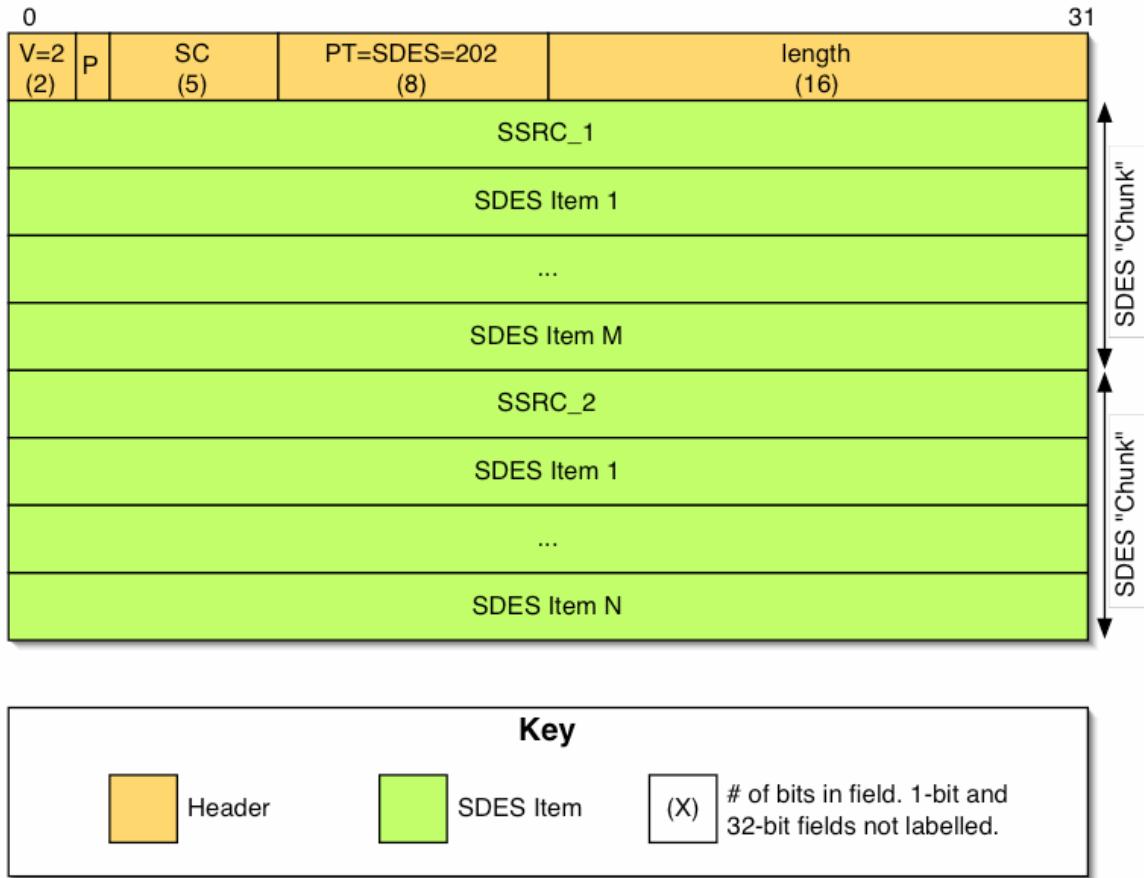 0 31
V=2 P SC PT=SDES=202 length
(2) (5) (8) (16)
SSRC_1
SDES Item 1
...
SDES Item M
SDES "Chunk"
SSRC_2
SDES Item 1
...
SDES Item N
SDES "Chunk"
Key
Header
SDES Item
(X)
# of bits in field. 1-bit and
32-bit fields not labelled.